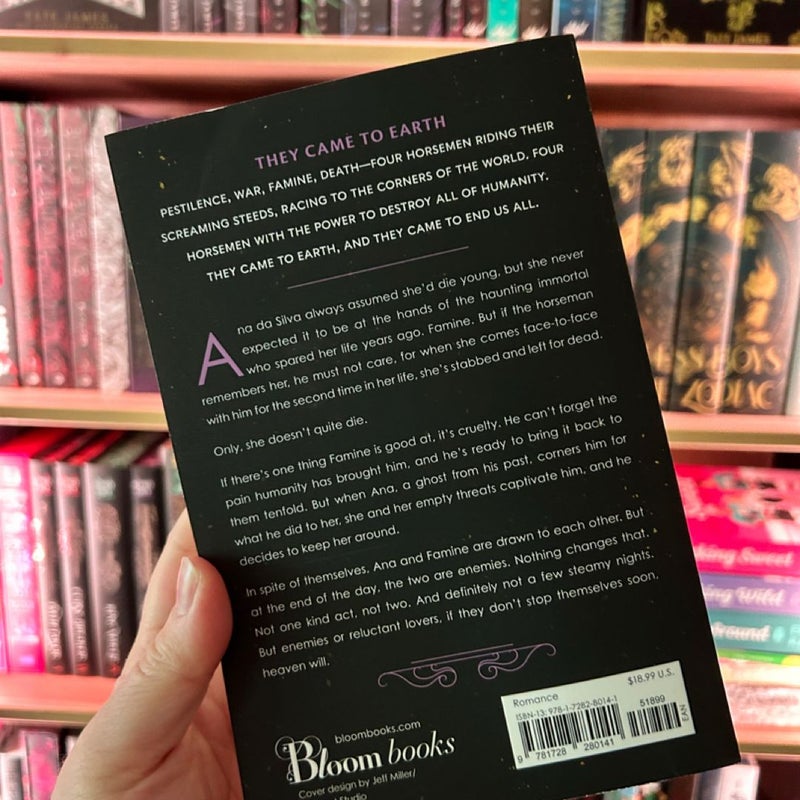 THEY CAME TO EARTH
PESTILENCE, WAR, FAMINE, DEATH—FOUR HORSEMEN RIDING THEIR
SCREAMING STEEDS, RACING TO THE CORNERS OF THE WORLD. FOUR
HORSEMEN WITH THE POWER TO DESTROY ALL OF HUMANITY.
THEY CAME TO EARTH, AND THEY CAME TO END US ALL.
Ana da Silva always assumed she'd die young, but she never
expected it to be at the hands of the haunting immortal
who spared her life years ago, Famine. But if the horseman
remembers her, he must not care, for when she comes face-to-face
with him for the second time in her life, she's stabbed and left for dead.
Only, she doesn't quite die.
If there's one thing Famine is good at, it's cruelty. He can't forget the
pain humanity has brought him, and he's ready to bring it back to
them tenfold. But when Ana, a ghost from his past, corners him for
what he did to her, she and her empty threats captivate him, and he
decides to keep her around.
In spite of themselves, Ana and Famine are drawn to each other. But
at the end of the day, the two are enemies. Nothing changes that.
Not one kind act, not two. And definitely not a few steamy nights.
But enemies or reluctant lovers, if they don't stop themselves soon,
heaven will.
bloombooks.com
Bloom books
Cover design by Jeff Miller/
Studio
Romance
$18.99 U.S.
ISBN-13: 978-1-7282-8014-1
51899
EAN
9 781728 280141
BOYS
ZODIAC
king Sweet
ing Wild
Around